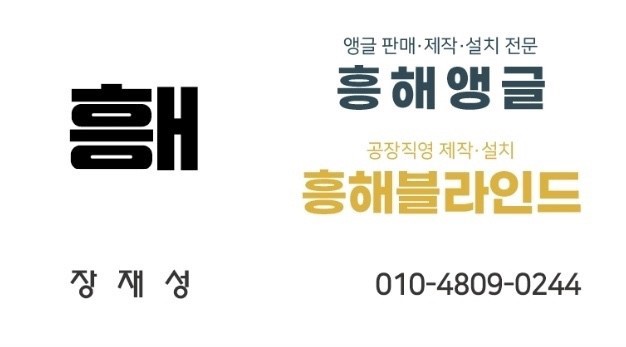 흥해
앵글 판매·제작·설치 전문
흥해앵글
공장직영 제작·설치
흥해블라인드
장재성
010-4809-0244